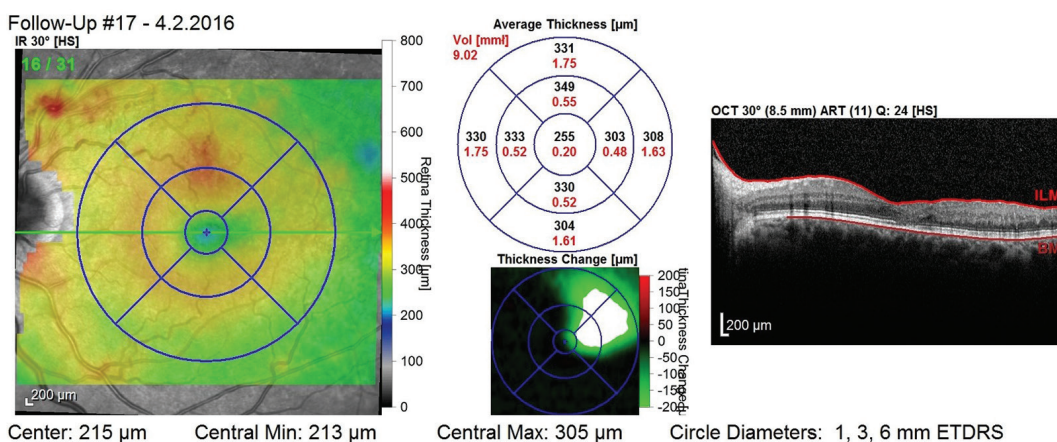 Follow-Up #17 - 4.2.2016
IR 30° [HS]
16 / 31
800
700
600
500
400
300
200
100
0
Retina Thickness [µm]
200 µm
Average Thickness [µm]
Vol [mmł]
9.02
331
1.75
349
0.55
330
1.75
333
0.52
255
0.20
303
0.48
308
1.63
330
0.52
304
1.61
Thickness Change [µm]
200
150
100
50
0
-50
-100
-150
-200
Thickness Change
OCT 30° (8.5 mm) ART (11) Q: 24 [HS]
ILM
BM
200 µm
Center: 215 µm Central Min: 213 µm Central Max: 305 µm Circle Diameters: 1, 3, 6 mm ETDRS